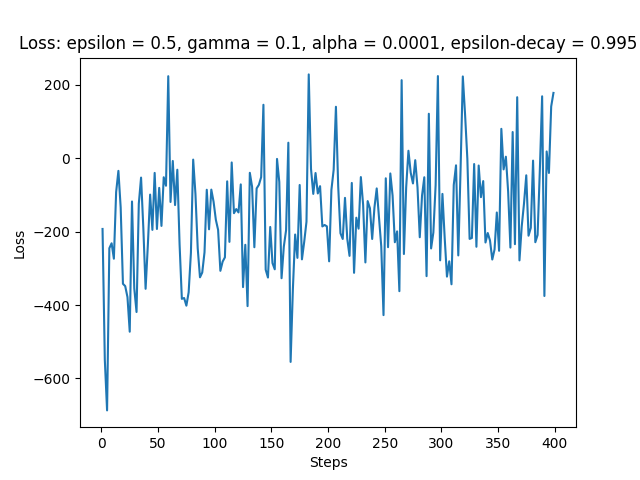 Loss: epsilon = 0.5, gamma = 0.1, alpha = 0.0001, epsilon-decay = 0.995
200
0
−200
−400
−600
Loss
0 50 100 150 200 250 300 350 400
Steps